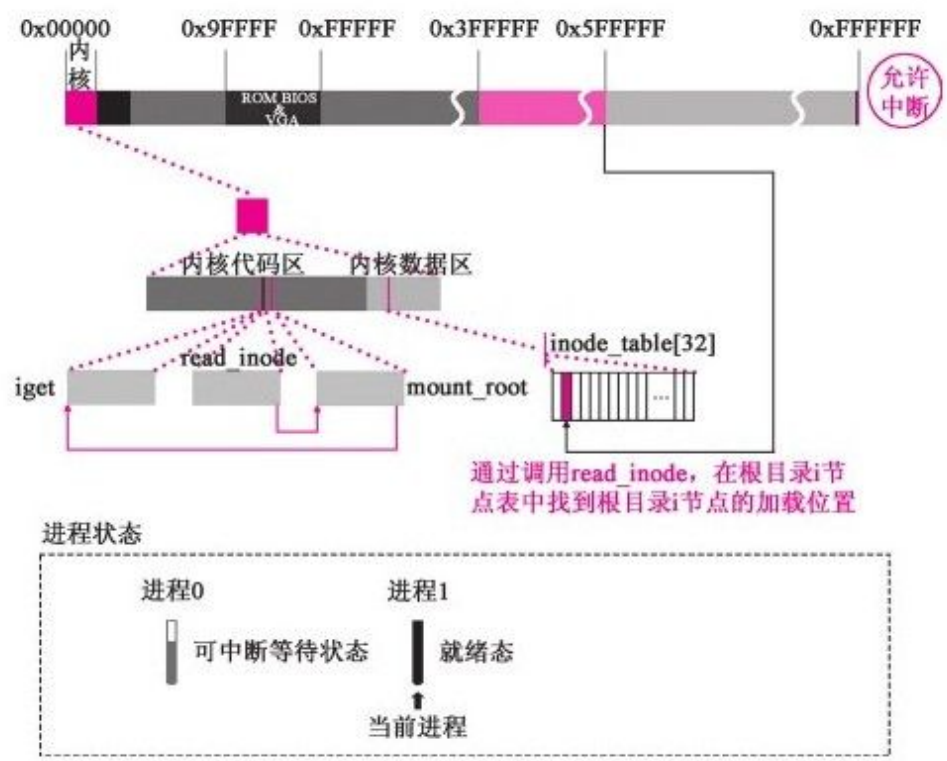 0x00000 0x9FFFF 0xFFFFF 0x3FFFFF 0x5FFFFF 0xFFFFFF
内
核
ROM BIOS
&
VGA
允许
中断
内核代码区 内核数据区
inode_table[32]
read_inode
iget mount_root
...
通过调用read_inode，在根目录i节
点表中找到根目录i节点的加载位置
进程状态
进程0 进程1
可中断等待状态 就绪态
当前进程